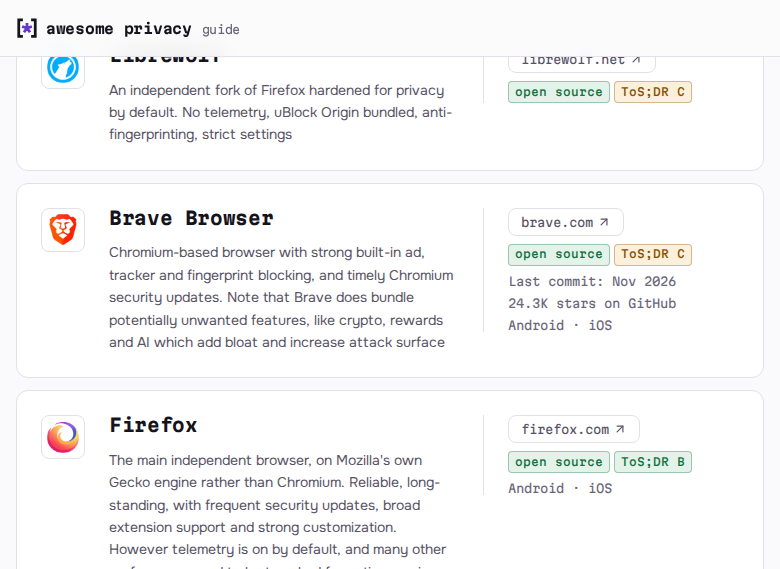 [*] awesome privacy guide
LibreWolf
An independent fork of Firefox hardened for privacy
by default. No telemetry, uBlock Origin bundled, anti-
fingerprinting, strict settings
librewolf.net ↗
open source ToS;DR C
Brave Browser
Chromium-based browser with strong built-in ad,
tracker and fingerprint blocking, and timely Chromium
security updates. Note that Brave does bundle
potentially unwanted features, like crypto, rewards
and AI which add bloat and increase attack surface
brave.com ↗
open source ToS;DR C
Last commit: Nov 2026
24.3K stars on GitHub
Android · iOS
Firefox
The main independent browser, on Mozilla's own
Gecko engine rather than Chromium. Reliable, long-
standing, with frequent security updates, broad
extension support and strong customization.
However telemetry is on by default, and many other
firefox.com ↗
open source ToS;DR B
Android · iOS